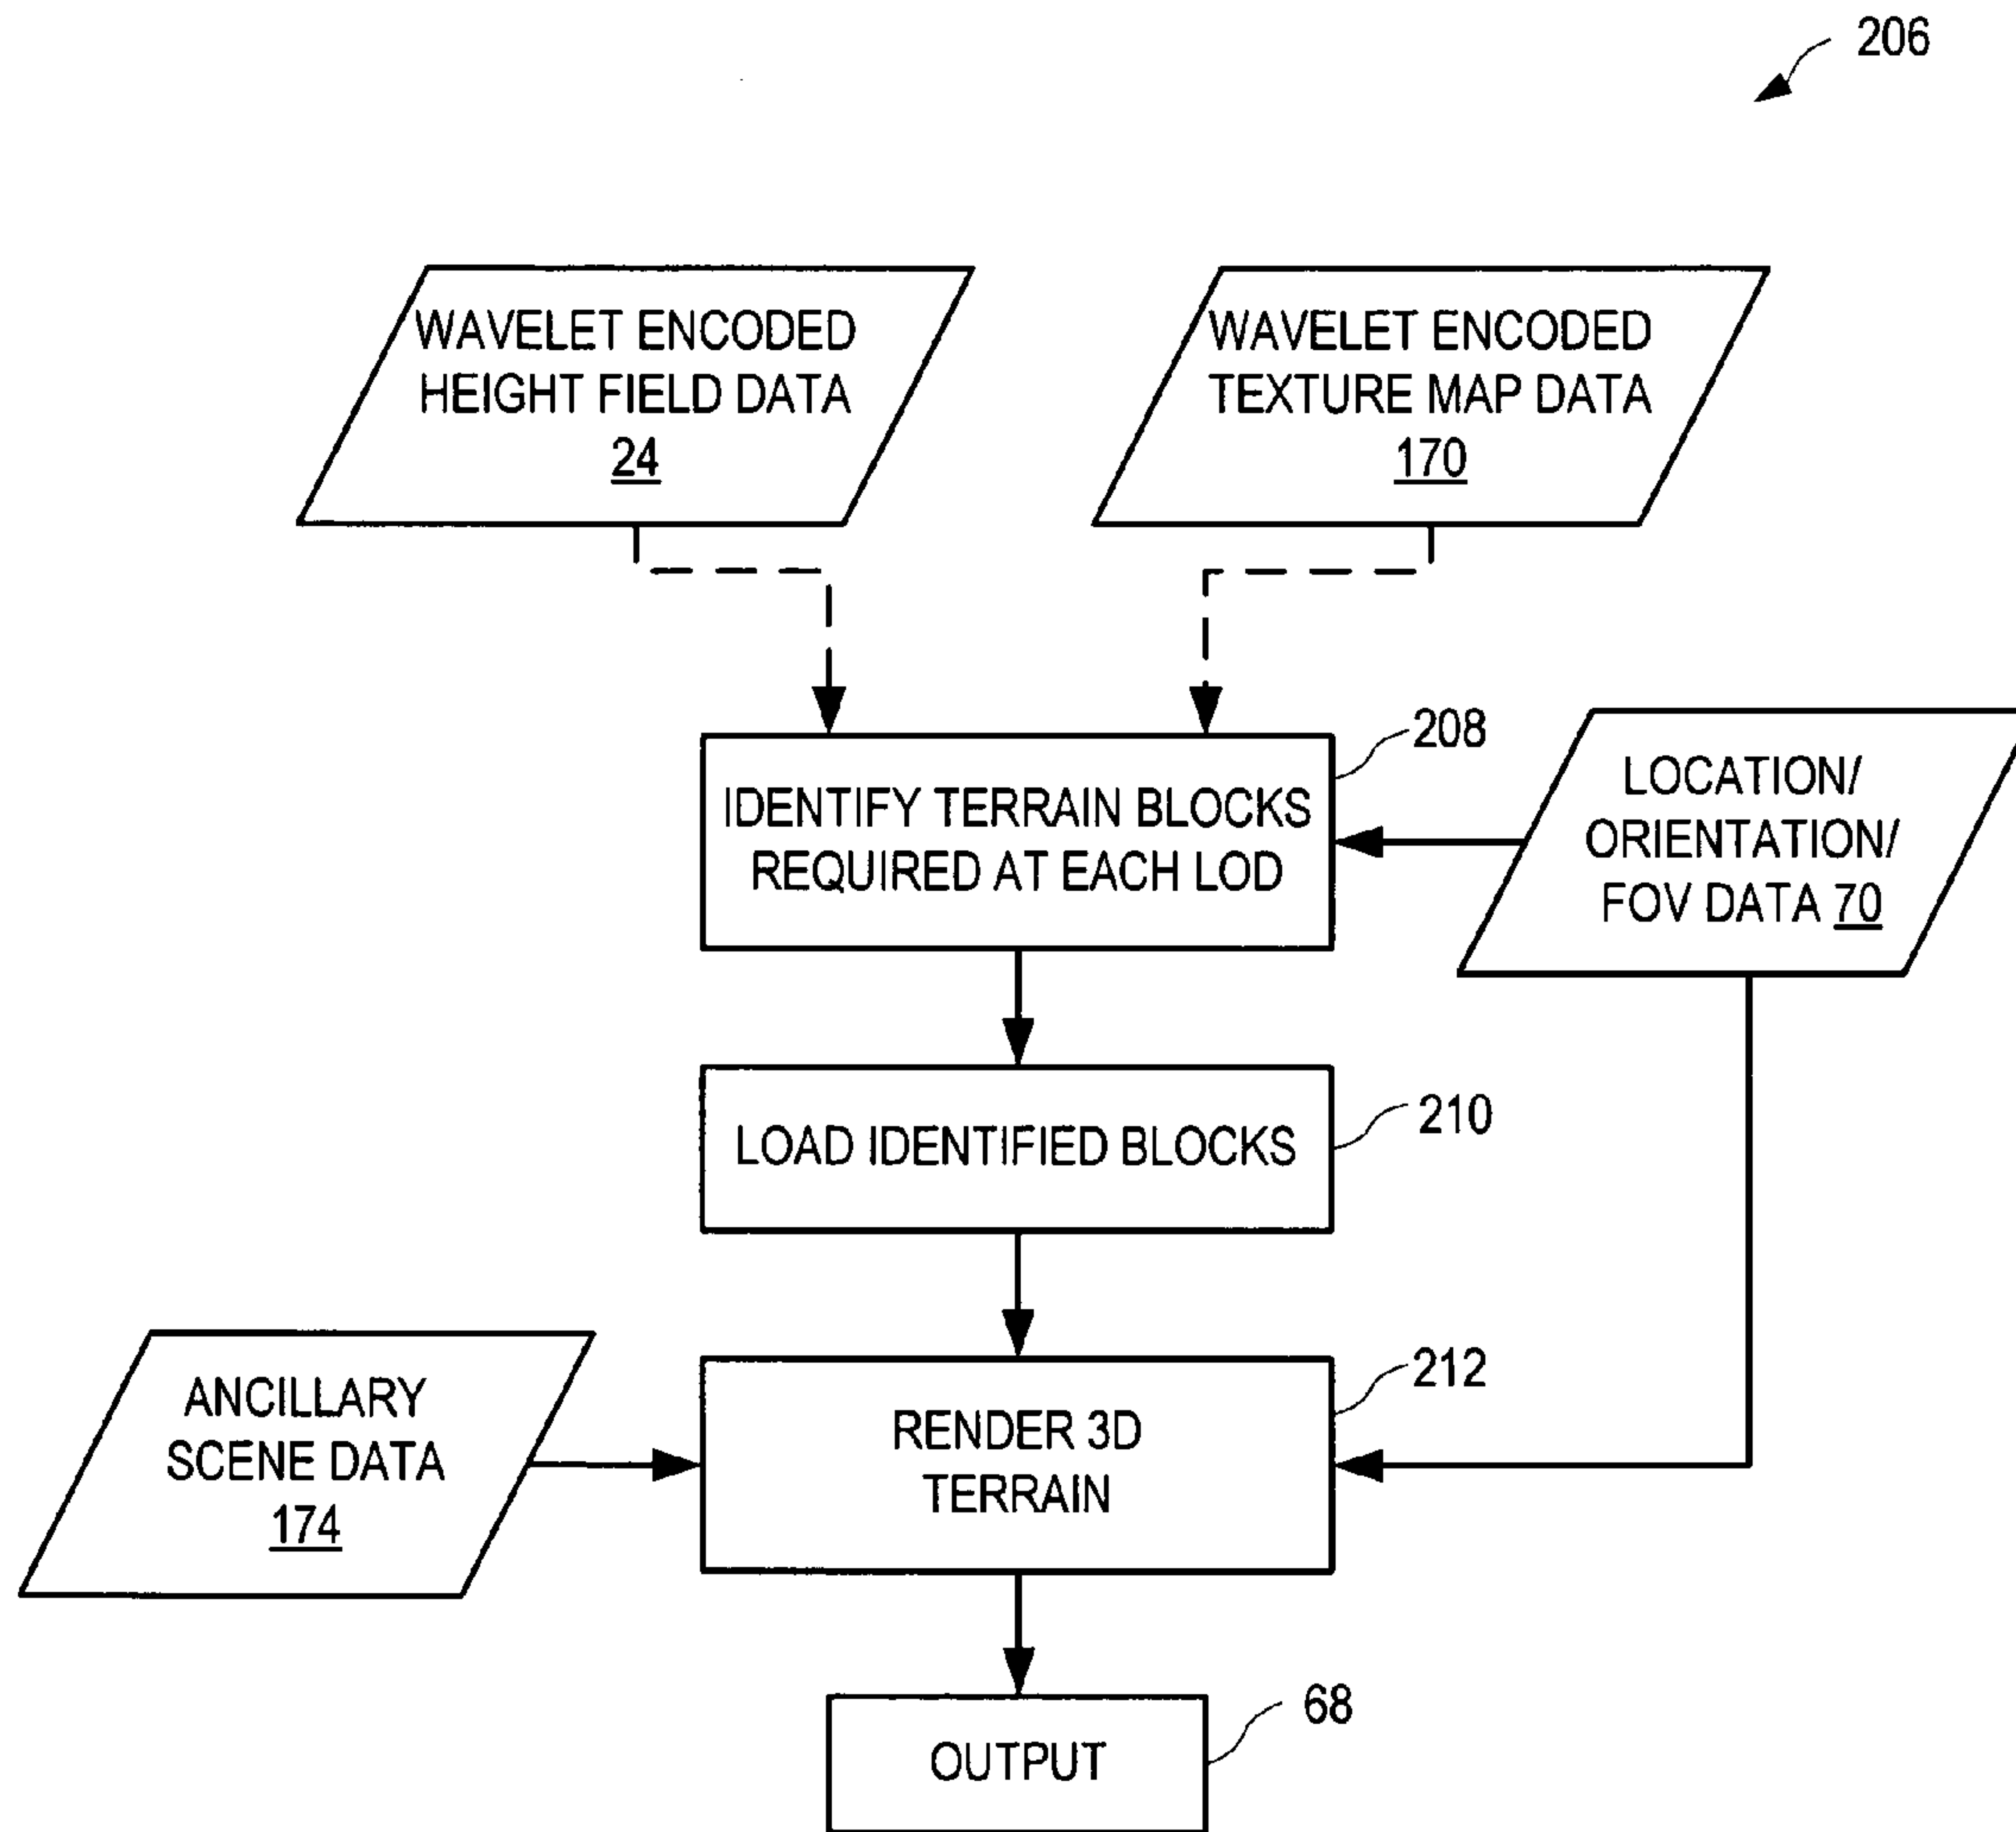 206
WAVELET ENCODED
HEIGHT FIELD DATA
24
WAVELET ENCODED
TEXTURE MAP DATA
170
208
IDENTIFY TERRAIN BLOCKS
REQUIRED AT EACH LOD
LOCATION/
ORIENTATION/
FOV DATA 70
210
LOAD IDENTIFIED BLOCKS
ANCILLARY
SCENE DATA
174
212
RENDER 3D
TERRAIN
68
OUTPUT